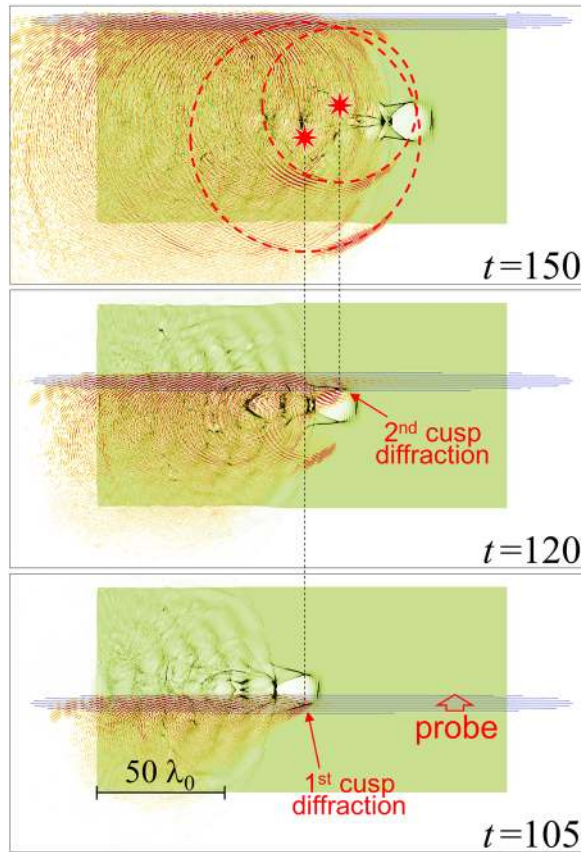 t=150
2nd cusp
diffraction
t=120
probe
50 λ0
1st cusp
diffraction
t=105